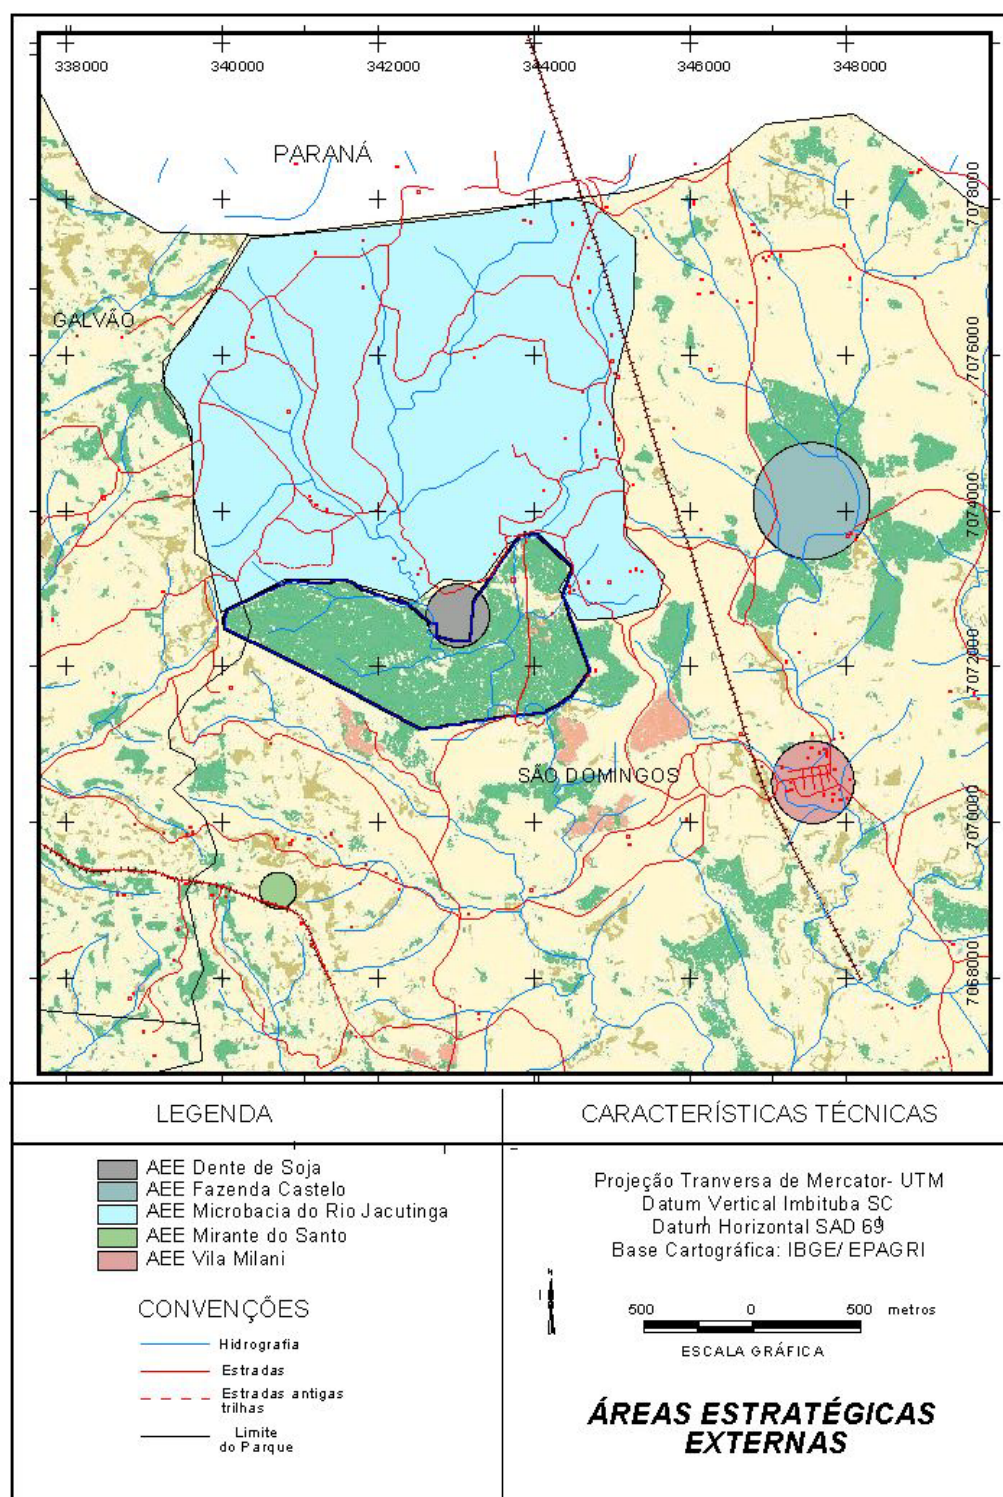 338000 340000 342000 344000 346000 348000
PARANÁ
7078000
GALVÃO
7076000
7074000
7072000
SÃO DOMINGOS
7070000
7068000
LEGENDA
AEE Dente de Soja
AEE Fazenda Castelo
AEE Microbacia do Rio Jacutinga
AEE Mirante do Santo
AEE Vila Milani
CONVENÇÕES
Hidrografia
Estradas
Estradas antigas
trilhas
Limite
do Parque
CARACTERÍSTICAS TÉCNICAS
Projeção Tranversa de Mercator- UTM
Datum Vertical Imbituba SC
Datum Horizontal SAD 69
Base Cartográfica: IBGE/ EPAGRI
N
500 0 500 metros
ESCALA GRÁFICA
ÁREAS ESTRATÉGICAS
EXTERNAS